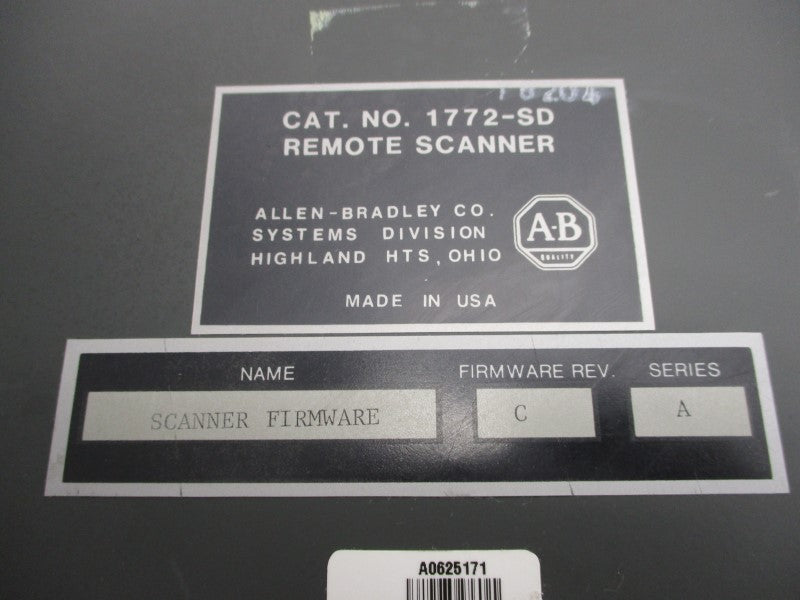 CAT. NO. 1772-SD
REMOTE SCANNER
ALLEN-BRADLEY CO.
SYSTEMS DIVISION
HIGHLAND HTS, OHIO
A-B
QUALITY
MADE IN USA
NAME FIRMWARE REV. SERIES
SCANNER FIRMWARE C A
A0625171